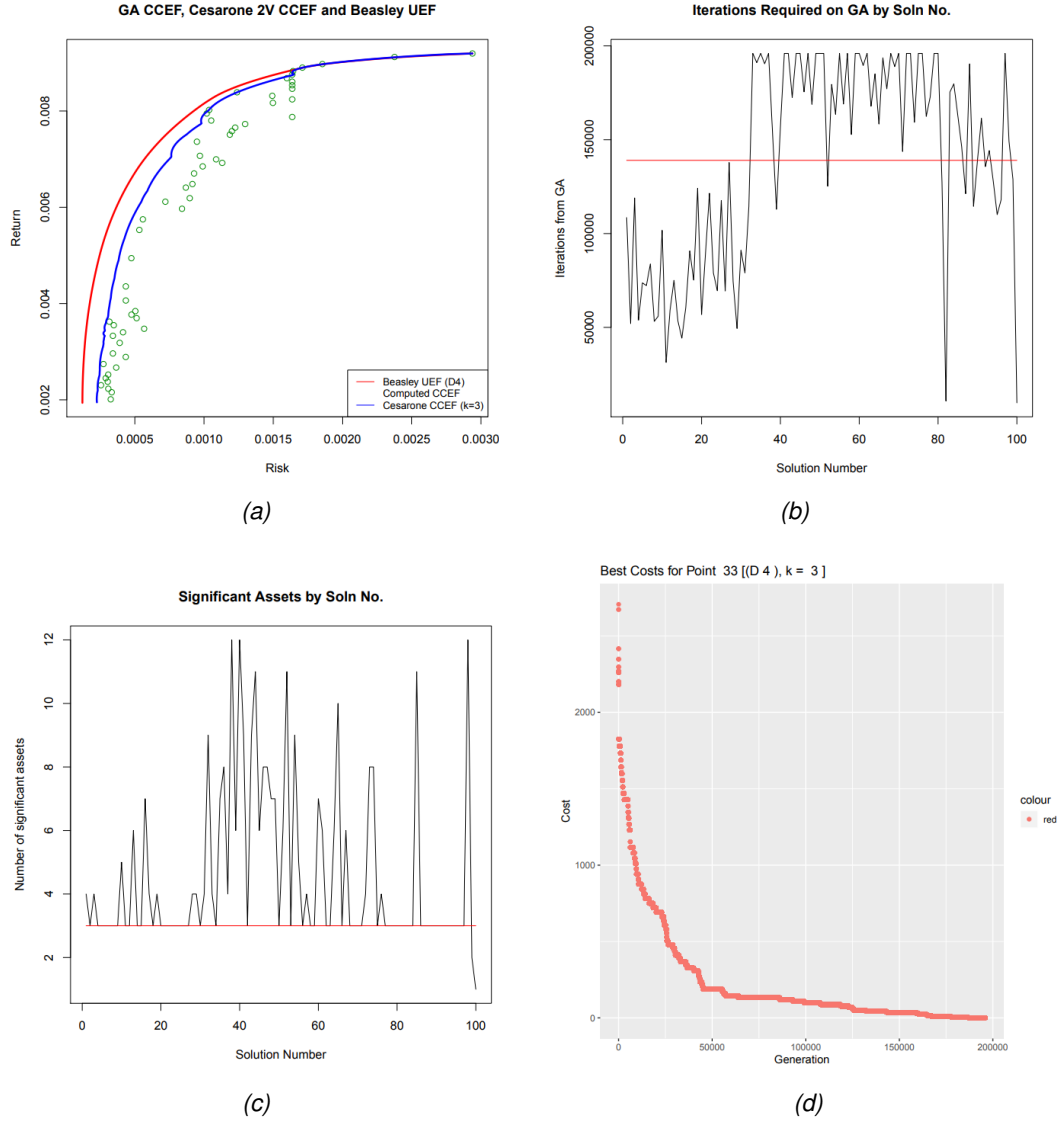 GA CCEF, Cesarone 2V CCEF and Beasley UEF
Return
0.008
0.006
0.004
0.002
Beasley UEF (D4)
Computed CCEF
Cesarone CCEF (k=3)
0.0005 0.0010 0.0015 0.0020 0.0025 0.0030
Risk
(a)
Iterations Required on GA by Soln No.
Iterations from GA
200000
150000
100000
50000
0 20 40 60 80 100
Solution Number
(b)
Significant Assets by Soln No.
Number of significant assets
12
10
8
6
4
2
0 20 40 60 80 100
Solution Number
(c)
Best Costs for Point 33 [(D 4 ), k = 3 ]
Cost
2000
1000
0
0 50000 100000 150000 200000
Generation
colour
red
(d)